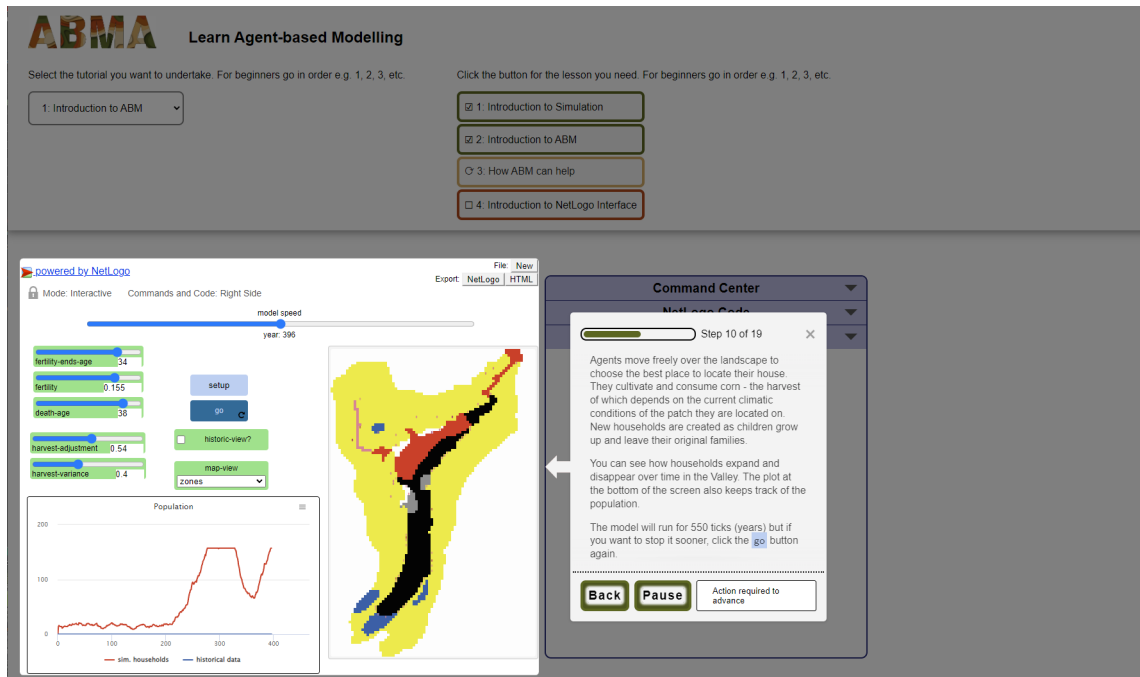 ABMA
Learn Agent-based Modelling
Select the tutorial you want to undertake. For beginners go in order e.g. 1, 2, 3, etc.
1: Introduction to ABM
Click the button for the lesson you need. For beginners go in order e.g. 1, 2, 3, etc.
☑ 1: Introduction to Simulation
☑ 2: Introduction to ABM
⟳ 3: How ABM can help
☐ 4: Introduction to NetLogo Interface
powered by NetLogo
File: New
Export: NetLogo HTML
Mode: Interactive Commands and Code: Right Side
model speed
year: 396
fertility-ends-age 34
fertility 0.155
death-age 38
harvest-adjustment 0.54
harvest-variance 0.4
setup
go
historic-view?
map-view
zones
Population
200
100
0
0 100 200 300 400
sim. households historical data
Command Center
NetLogo Code
Step 10 of 19 ×
Agents move freely over the landscape to
choose the best place to locate their house.
They cultivate and consume corn - the harvest
of which depends on the current climatic
conditions of the patch they are located on.
New households are created as children grow
up and leave their original families.
You can see how households expand and
disappear over time in the Valley. The plot at
the bottom of the screen also keeps track of the
population.
The model will run for 550 ticks (years) but if
you want to stop it sooner, click the go button
again.
Back Pause
Action required to
advance